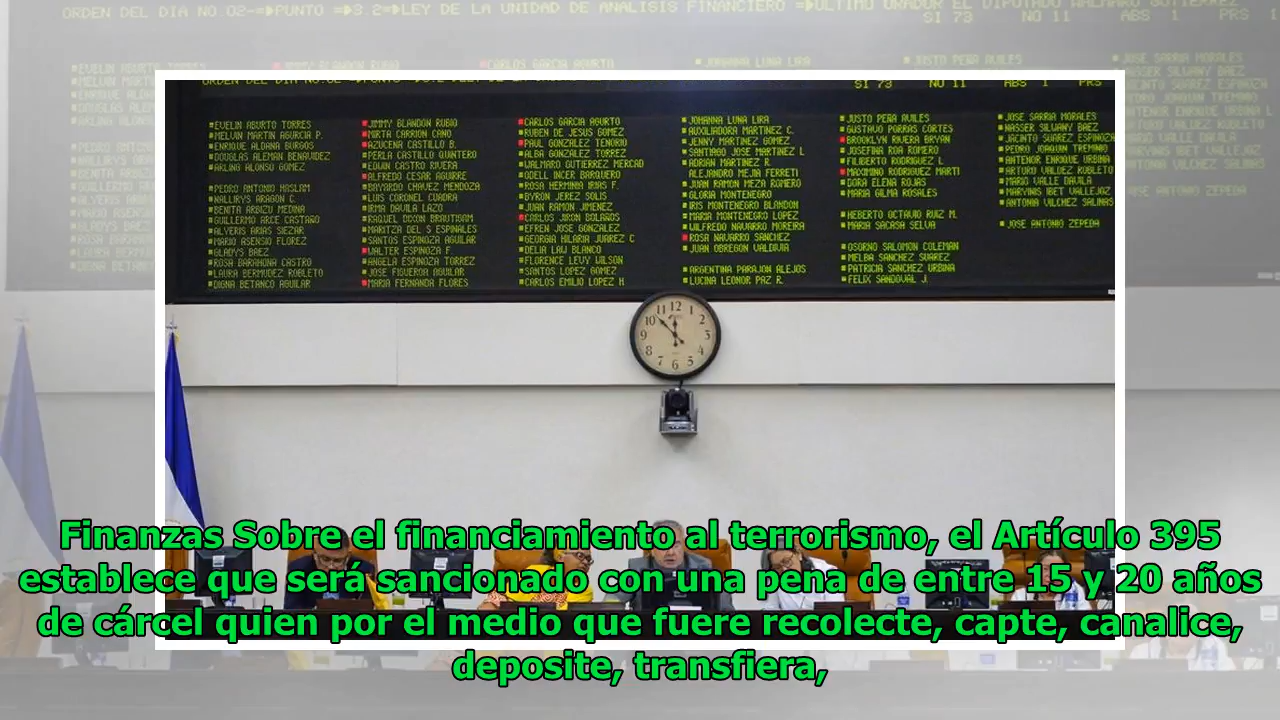 ORDEN DEL DIA NO.02-=>PUNTO =>3.2=>LEY DE LA UNIDAD DE ANALISIS FINANCIERO =>ULTIMO ORADOR EL DIPUTADO WALMARO GUTIERREZ
SI 73 NO 11 ABS 1 PRS
EVELIN ABURTO TORRES
MELVIN MARTIN AGURCIA P.
ENRIQUE ALDANA BURGOS
DOUGLAS ALEMAN BENAVIDEZ
ARLING ALONSO GOMEZ
PEDRO ANTONIO HASLAM
WALLIRYS ARAGON C.
BENITA ARBIZU MEDINA
GUILLERMO ARCE CASTAÑO
ALYERIS ARIAS SIEZAR
MARIO ASENSIO FLOREZ
GLADYS BAEZ
ROSA BARAHONA CASTRO
LAURA BERMUDEZ ROBLETO
DIGNA BETANCO AGUILAR
JIMMY BLANDON RUBIO
MIRTA CARRION CANO
AZUCENA CASTILLO B.
PERLA CASTILLO QUINTERO
EDWIN CASTRO RIVERA
ALFREDO CESAR AGUIRRE
BAYARDO CHAVEZ MENDOZA
LUIS CORONEL CUADRA
IRMA DAVILA LAZO
RAQUEL DIXON BRAUTIGAM
MARITZA DEL S ESPINALES
SANTOS ESPINOZA AGUILAR
WALTER ESPINOZA F.
ANGELA ESPINOZA TORREZ
JOSE FIGUEROA AGUILAR
MARIA FERNANDA FLORES
CARLOS GARCIA AGURTO
RUBEN DE JESUS GOMEZ
PAUL GONZALEZ TENORIO
ALBA GONZALEZ TORREZ
WALMARO GUTIERREZ MERCAD
ODELL INCER BARQUERO
ROSA HERMINIA IRIAS F.
BYRON JEREZ SOLIS
JUAN RAMON JIMENEZ
CARLOS JIRON BOLAÑOS
EFREN JOSE GONZALEZ
GEORGIA HILARIA JUAREZ C
DELIA LAW BLANCO
FLORENCE LEVY WILSON
SANTOS LOPEZ GOMEZ
CARLOS EMILIO LOPEZ H
JOHANNA LUNA LIRA
AUXILIADORA MARTINEZ C.
JENNY MARTINEZ GOMEZ
SANTIAGO JOSE MARTINEZ L
ADRIAN MARTINEZ R.
ALEJANDRO MEJIA FERRETI
JUAN RAMON MEZA ROMERO
GLORIA MONTENEGRO
IRIS MONTENEGRO BLANDON
MARIA MONTENEGRO LOPEZ
WILFREDO NAVARRO MOREIRA
ROSA NAVARRO SANCHEZ
JUAN OBREGON VALDIVIA
ARGENTINA PARAJON ALEJOS
LUCINA LEONOR PAZ R.
JUSTO PEÑA AVILES
GUSTAVO PORRAS CORTES
BROOKLYN RIVERA BRYAN
JOSEFINA ROA ROMERO
FILIBERTO RODRIGUEZ L
MAXIMINO RODRIGUEZ MARTI
DORA ELENA ROJAS
MARIA GILMA ROSALES
HEBERTO OCTAVIO RUIZ M.
MARIA SACASA SELVA
OSORNO SALOMON COLEMAN
MELBA SANCHEZ SUAREZ
PATRICIA SANCHEZ URBINA
FELIX SANDOVAL J.
JOSE SARRIA MORALES
NASSER SILWANY BAEZ
JACINTO SUAREZ ESPINOZA
PEDRO JOAQUIN TREMINIO
ANTENOR ENRIQUE URBINA
ARTURO VALDEZ ROBLETO
MARIO VALLE DAVILA
MARVINS IBET VALLEJOZ
ANTONIA VILCHEZ SALINAS
JOSE ANTONIO ZEPEDA
Finanzas Sobre el financiamiento al terrorismo, el Artículo 395
establece que será sancionado con una pena de entre 15 y 20 años
de cárcel quien por el medio que fuere recolecte, capte, canalice,
deposite, transfiera,